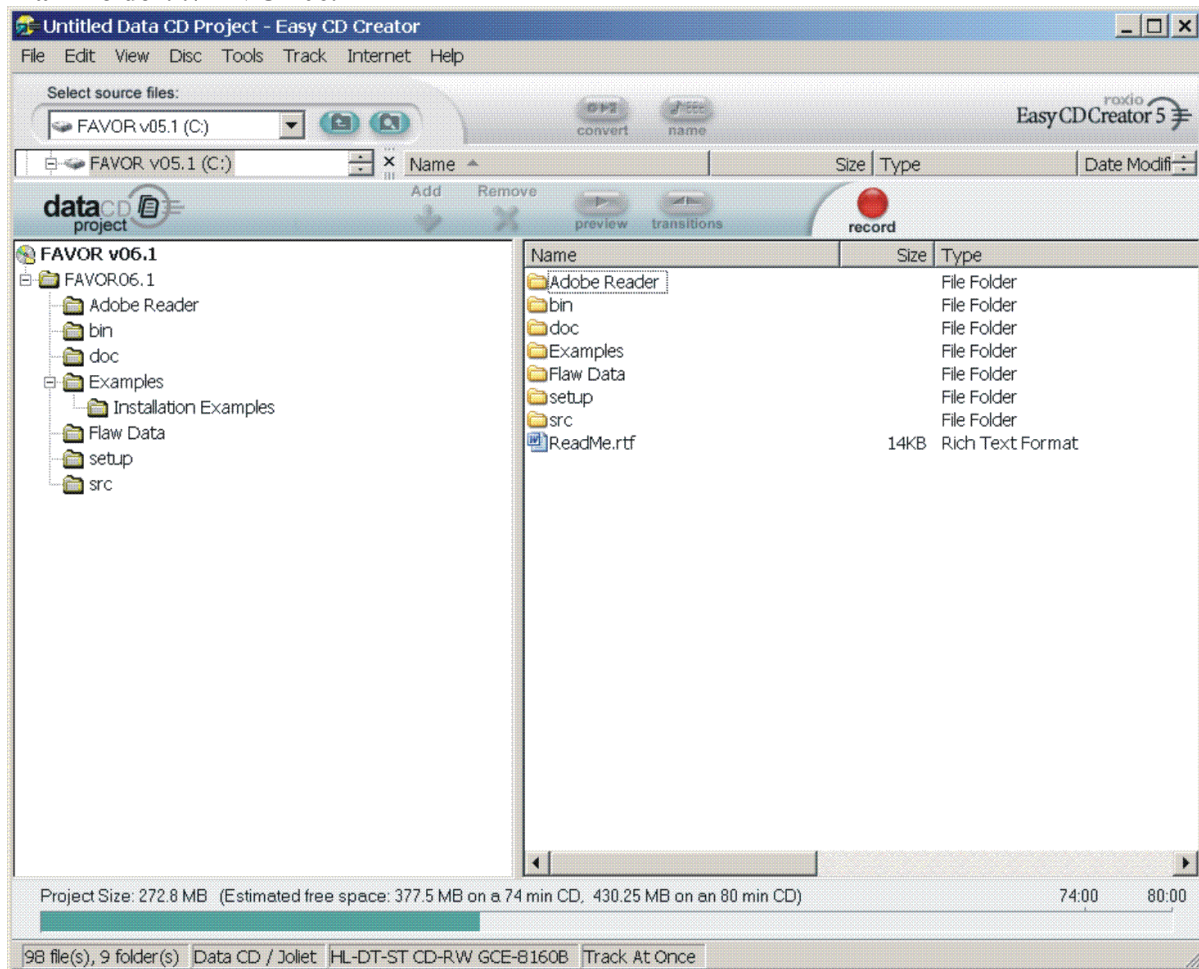 Untitled Data CD Project - Easy CD Creator
File Edit View Disc Tools Track Internet Help
Select source files:
FAVOR v05.1 (C:)
convert name
roxio
Easy CD Creator 5
FAVOR v05.1 (C:)
Name Size Type Date Modifi
datacd project
Add Remove
preview transitions
record
FAVOR v06.1
FAVOR06.1
Adobe Reader
bin
doc
Examples
Installation Examples
Flaw Data
setup
src
Name Size Type
Adobe Reader File Folder
bin File Folder
doc File Folder
Examples File Folder
Flaw Data File Folder
setup File Folder
src File Folder
ReadMe.rtf 14KB Rich Text Format
Project Size: 272.8 MB (Estimated free space: 377.5 MB on a 74 min CD, 430.25 MB on an 80 min CD) 74:00 80:00
98 file(s), 9 folder(s) Data CD / Joliet HL-DT-ST CD-RW GCE-8160B Track At Once